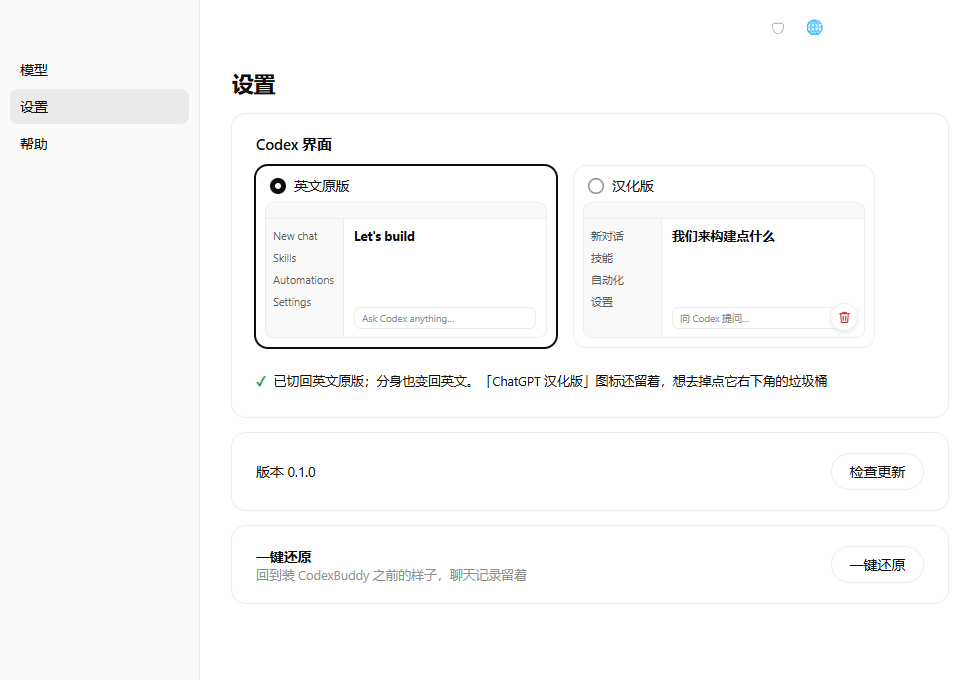 模型
设置
帮助
设置
Codex 界面
英文原版
New chat
Skills
Automations
Settings
Let's build
Ask Codex anything...
汉化版
新对话
技能
自动化
设置
我们来构建点什么
向 Codex 提问...
✓ 已切回英文原版；分身也变回英文。「ChatGPT 汉化版」图标还留着，想去掉点它右下角的垃圾桶
版本 0.1.0
检查更新
一键还原
回到装 CodexBuddy 之前的样子，聊天记录留着
一键还原